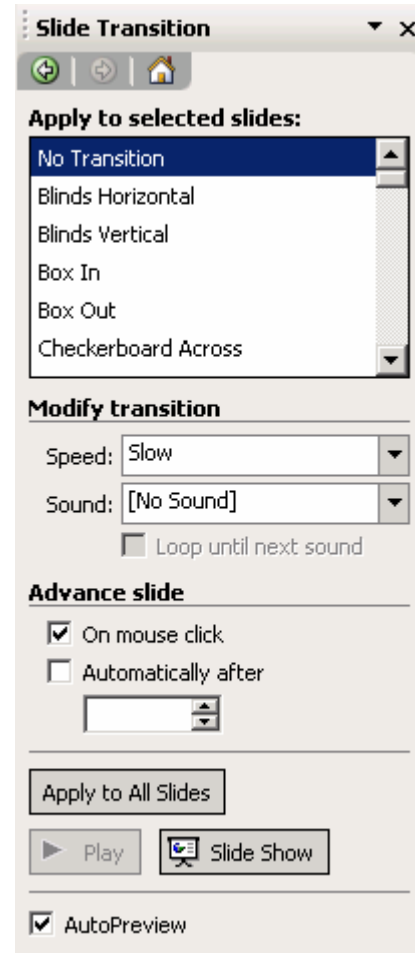 Slide Transition
Apply to selected slides:
No Transition
Blinds Horizontal
Blinds Vertical
Box In
Box Out
Checkerboard Across
Modify transition
Speed: Slow
Sound: [No Sound]
Loop until next sound
Advance slide
On mouse click
Automatically after
Apply to All Slides
Play Slide Show
AutoPreview